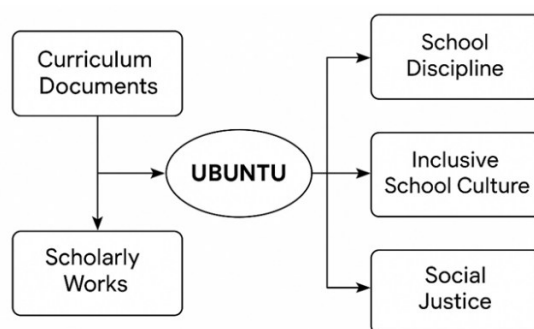 Curriculum
Documents
Scholarly
Works
UBUNTU
School
Discipline
Inclusive
School Culture
Social
Justice